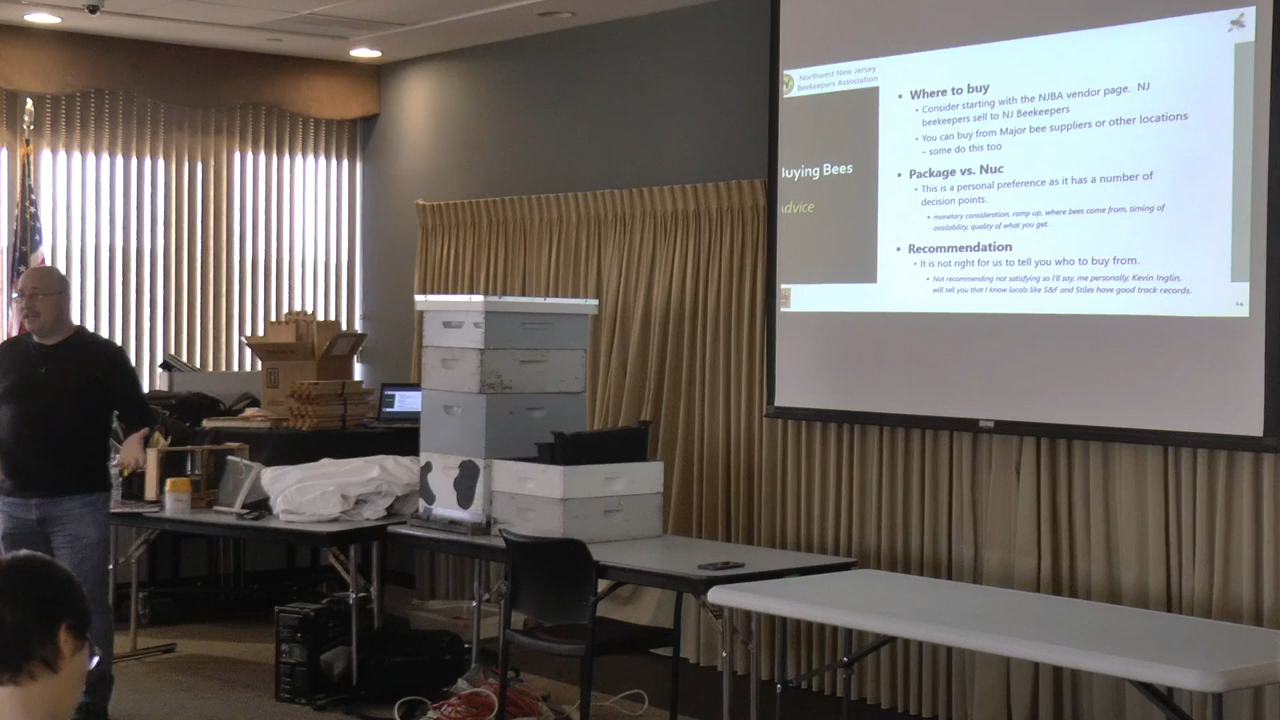 Northwest New Jersey
Beekeepers Association
Buying Bees
Advice
• Where to buy
• Consider starting with the NJBA vendor page. NJ
beekeepers sell to NJ Beekeepers
• You can buy from Major bee suppliers or other locations
– some do this too
• Package vs. Nuc
• This is a personal preference as it has a number of
decision points.
• monetary consideration, ramp up, where bees come from, timing of
availability, quality of what you get.
• Recommendation
• It is not right for us to tell you who to buy from.
• Not recommending not satisfying so I'll say, me personally, Kevin Inglin,
will tell you that I know locals like S&F and Stiles have good track records.